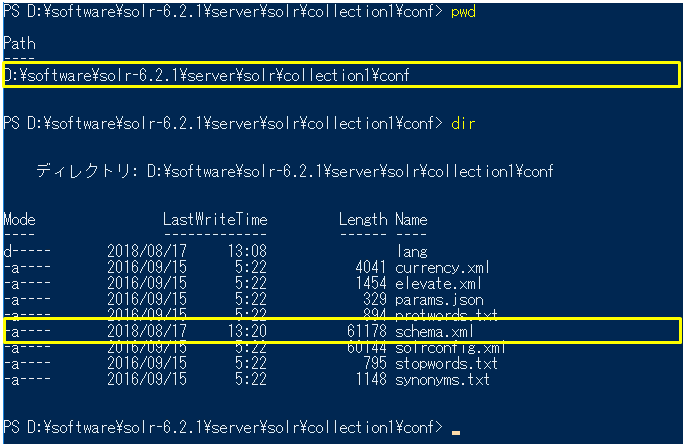 PS D:¥software¥solr-6.2.1¥server¥solr¥collection1¥conf> pwd
Path
----
D:¥software¥solr-6.2.1¥server¥solr¥collection1¥conf
PS D:¥software¥solr-6.2.1¥server¥solr¥collection1¥conf> dir
ディレクトリ: D:¥software¥solr-6.2.1¥server¥solr¥collection1¥conf
Mode LastWriteTime Length Name
---- ------------- ------ ----
d----- 2018/08/17 13:08 lang
-a---- 2016/09/15 5:22 4041 currency.xml
-a---- 2016/09/15 5:22 1454 elevate.xml
-a---- 2016/09/15 5:22 329 params.json
-a---- 2016/09/15 5:22 894 protwords.txt
-a---- 2018/08/17 13:20 61178 schema.xml
-a---- 2016/09/15 5:22 60144 solrconfig.xml
-a---- 2016/09/15 5:22 795 stopwords.txt
-a---- 2016/09/15 5:22 1148 synonyms.txt
PS D:¥software¥solr-6.2.1¥server¥solr¥collection1¥conf> _